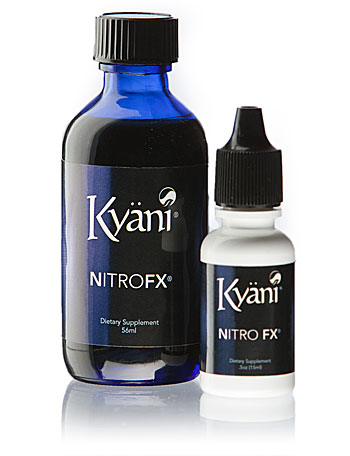 Kyäni®
NITROFX®
Dietary Supplement
56ml
Kyäni®
NITRO FX®
Dietary Supplement
.5oz (15ml)